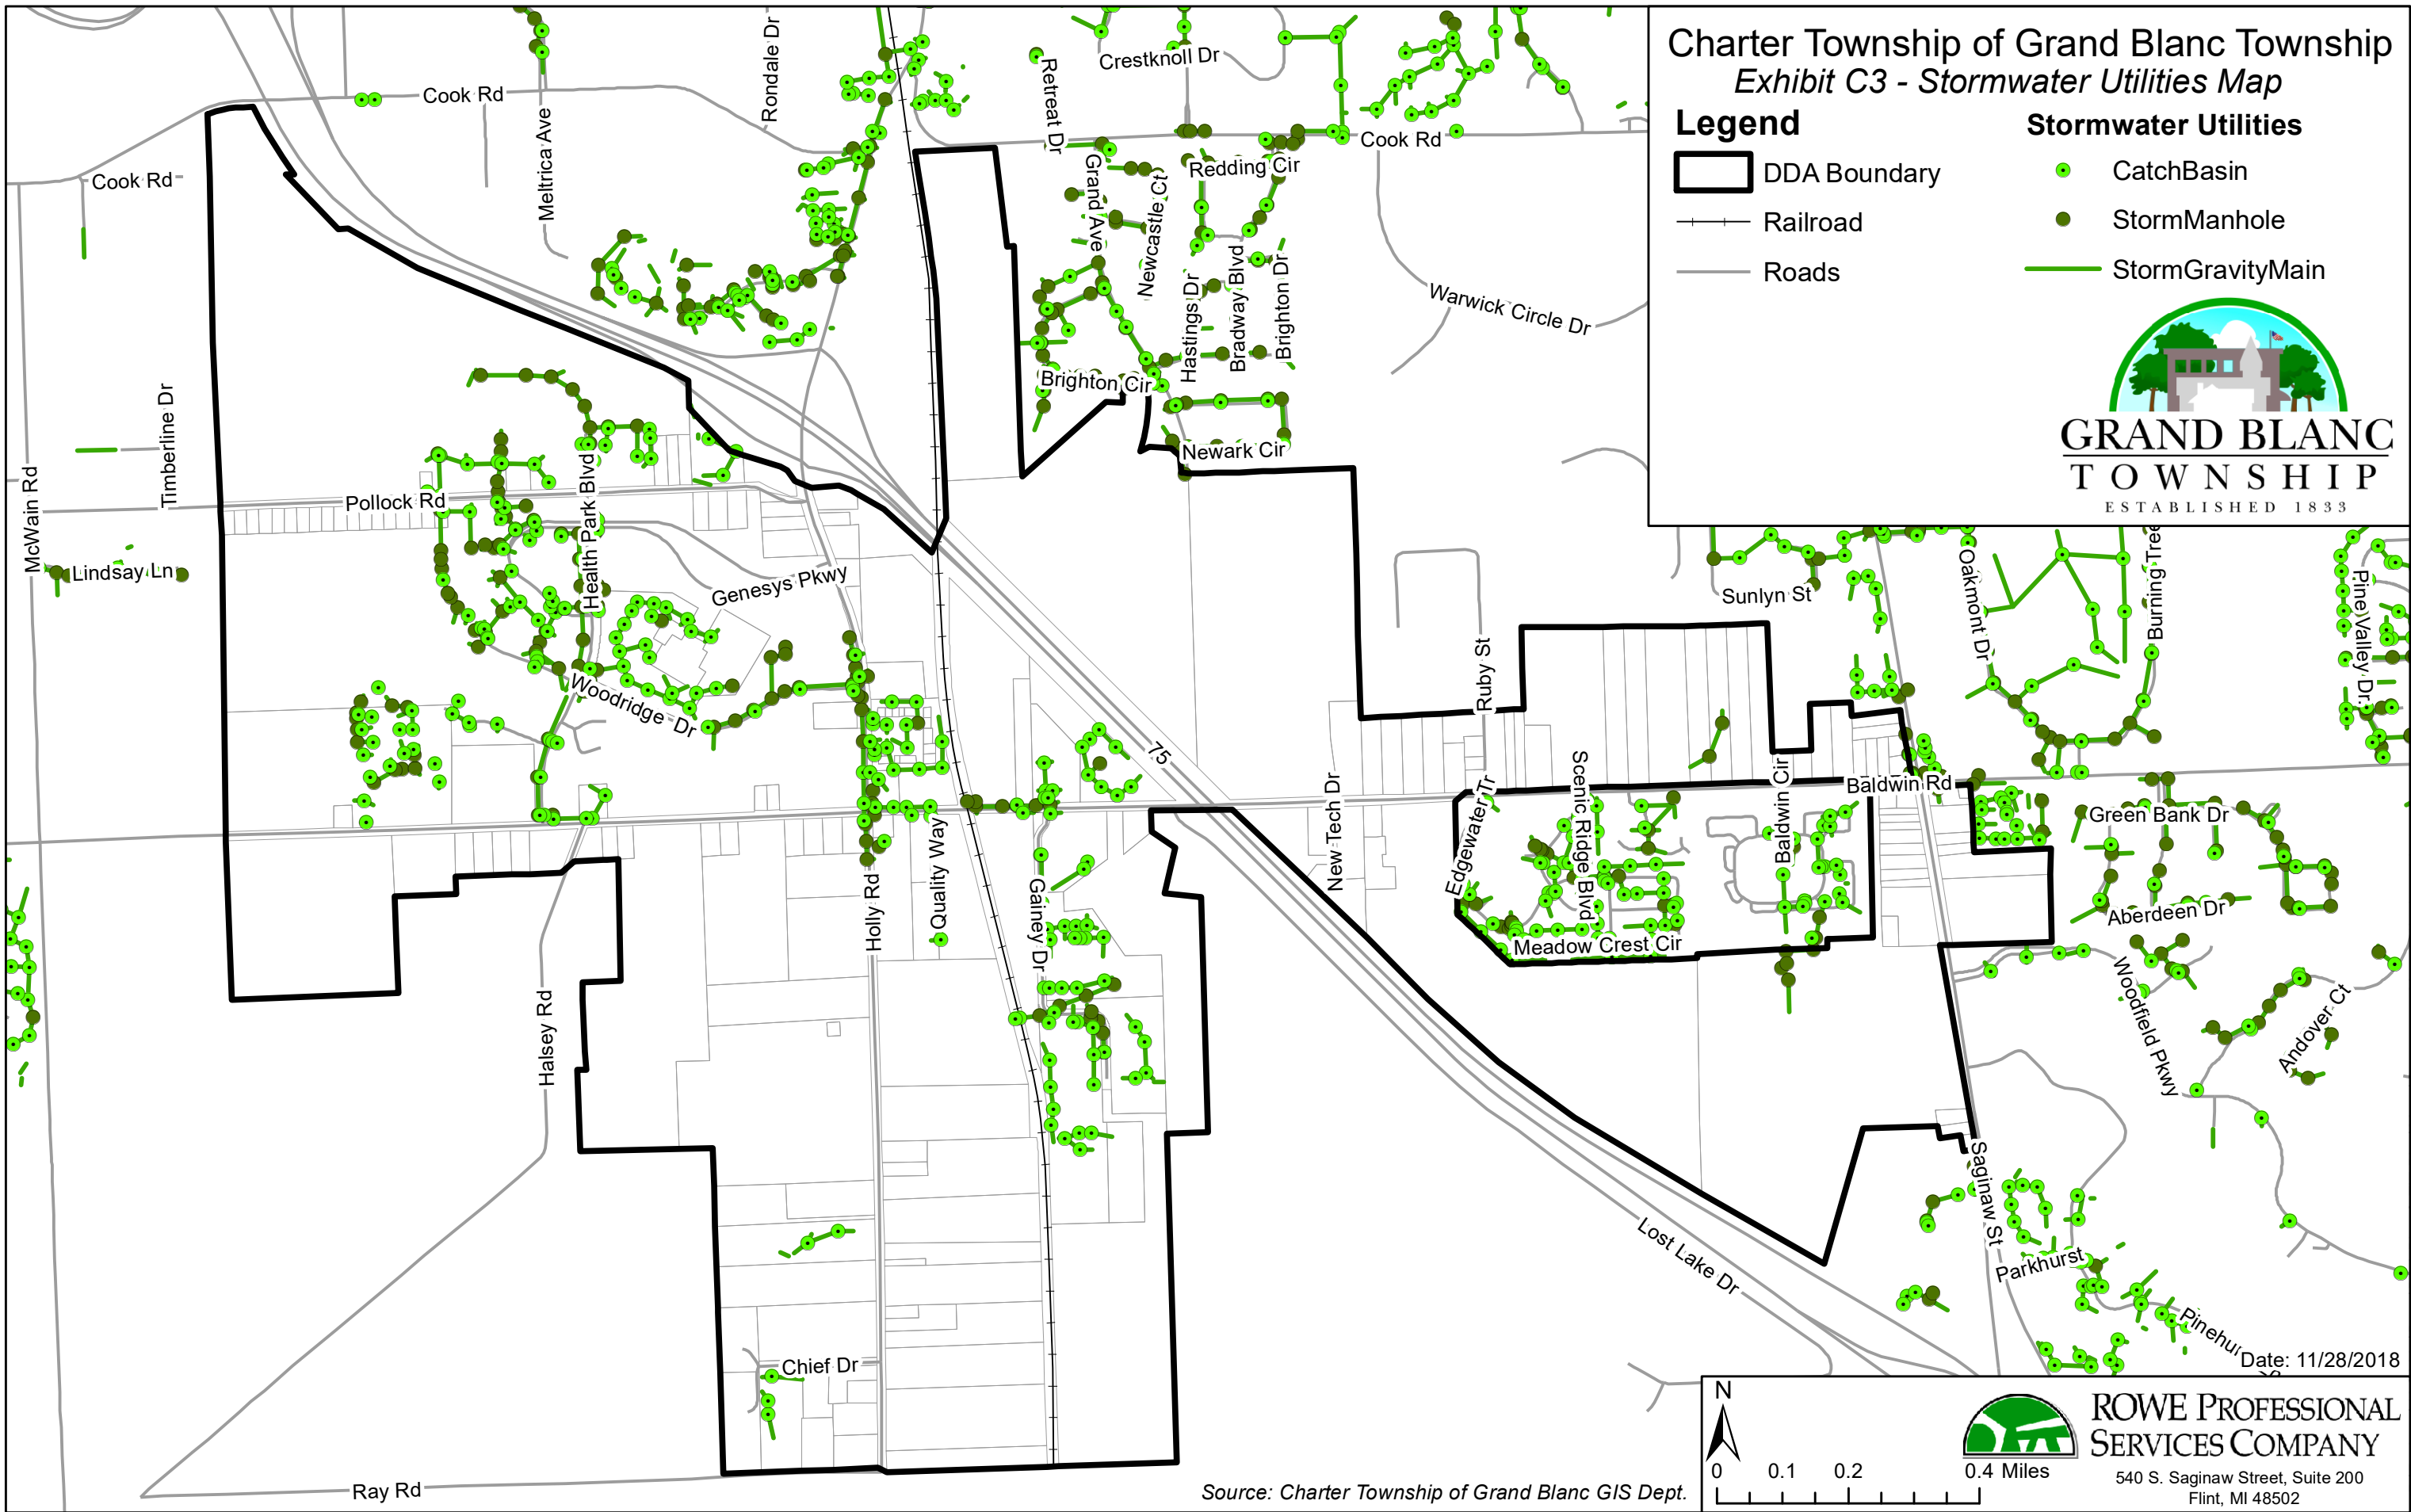 Charter Township of Grand Blanc Township
Exhibit C3 - Stormwater Utilities Map
Legend
DDA Boundary
Railroad
Roads
Stormwater Utilities
CatchBasin
StormManhole
StormGravityMain
GRAND BLANC
TOWNSHIP
ESTABLISHED 1833
Rondale Dr
Crestknoll Dr
Retreat Dr
Cook Rd
Meltrica Ave
Cook Rd
Cook Rd
Redding Cir
Grand Ave
Newcastle Ct
Hastings Dr
Bradway Blvd
Brighton Dr
Warwick Circle Dr
Brighton Cir
Newark Cir
Timberline Dr
McWain Rd
Pollock Rd
Health Park Blvd
Lindsay Ln
Genesys Pkwy
Woodridge Dr
Sunlyn St
Oakmont Dr
Burning Tree
Pine Valley Dr
Ruby St
75
Baldwin Rd
New Tech Dr
Edgewater Tr
Scenic Ridge Blvd
Baldwin Cir
Green Bank Dr
Holly Rd
Quality Way
Gainey Dr
Meadow Crest Cir
Aberdeen Dr
Woodfield Pkwy
Andover Ct
Halsey Rd
Saginaw St
Lost Lake Dr
Parkhurst
Pinehur
Chief Dr
Ray Rd
Date: 11/28/2018
Source: Charter Township of Grand Blanc GIS Dept.
N
0 0.1 0.2 0.4 Miles
ROWE PROFESSIONAL
SERVICES COMPANY
540 S. Saginaw Street, Suite 200
Flint, MI 48502